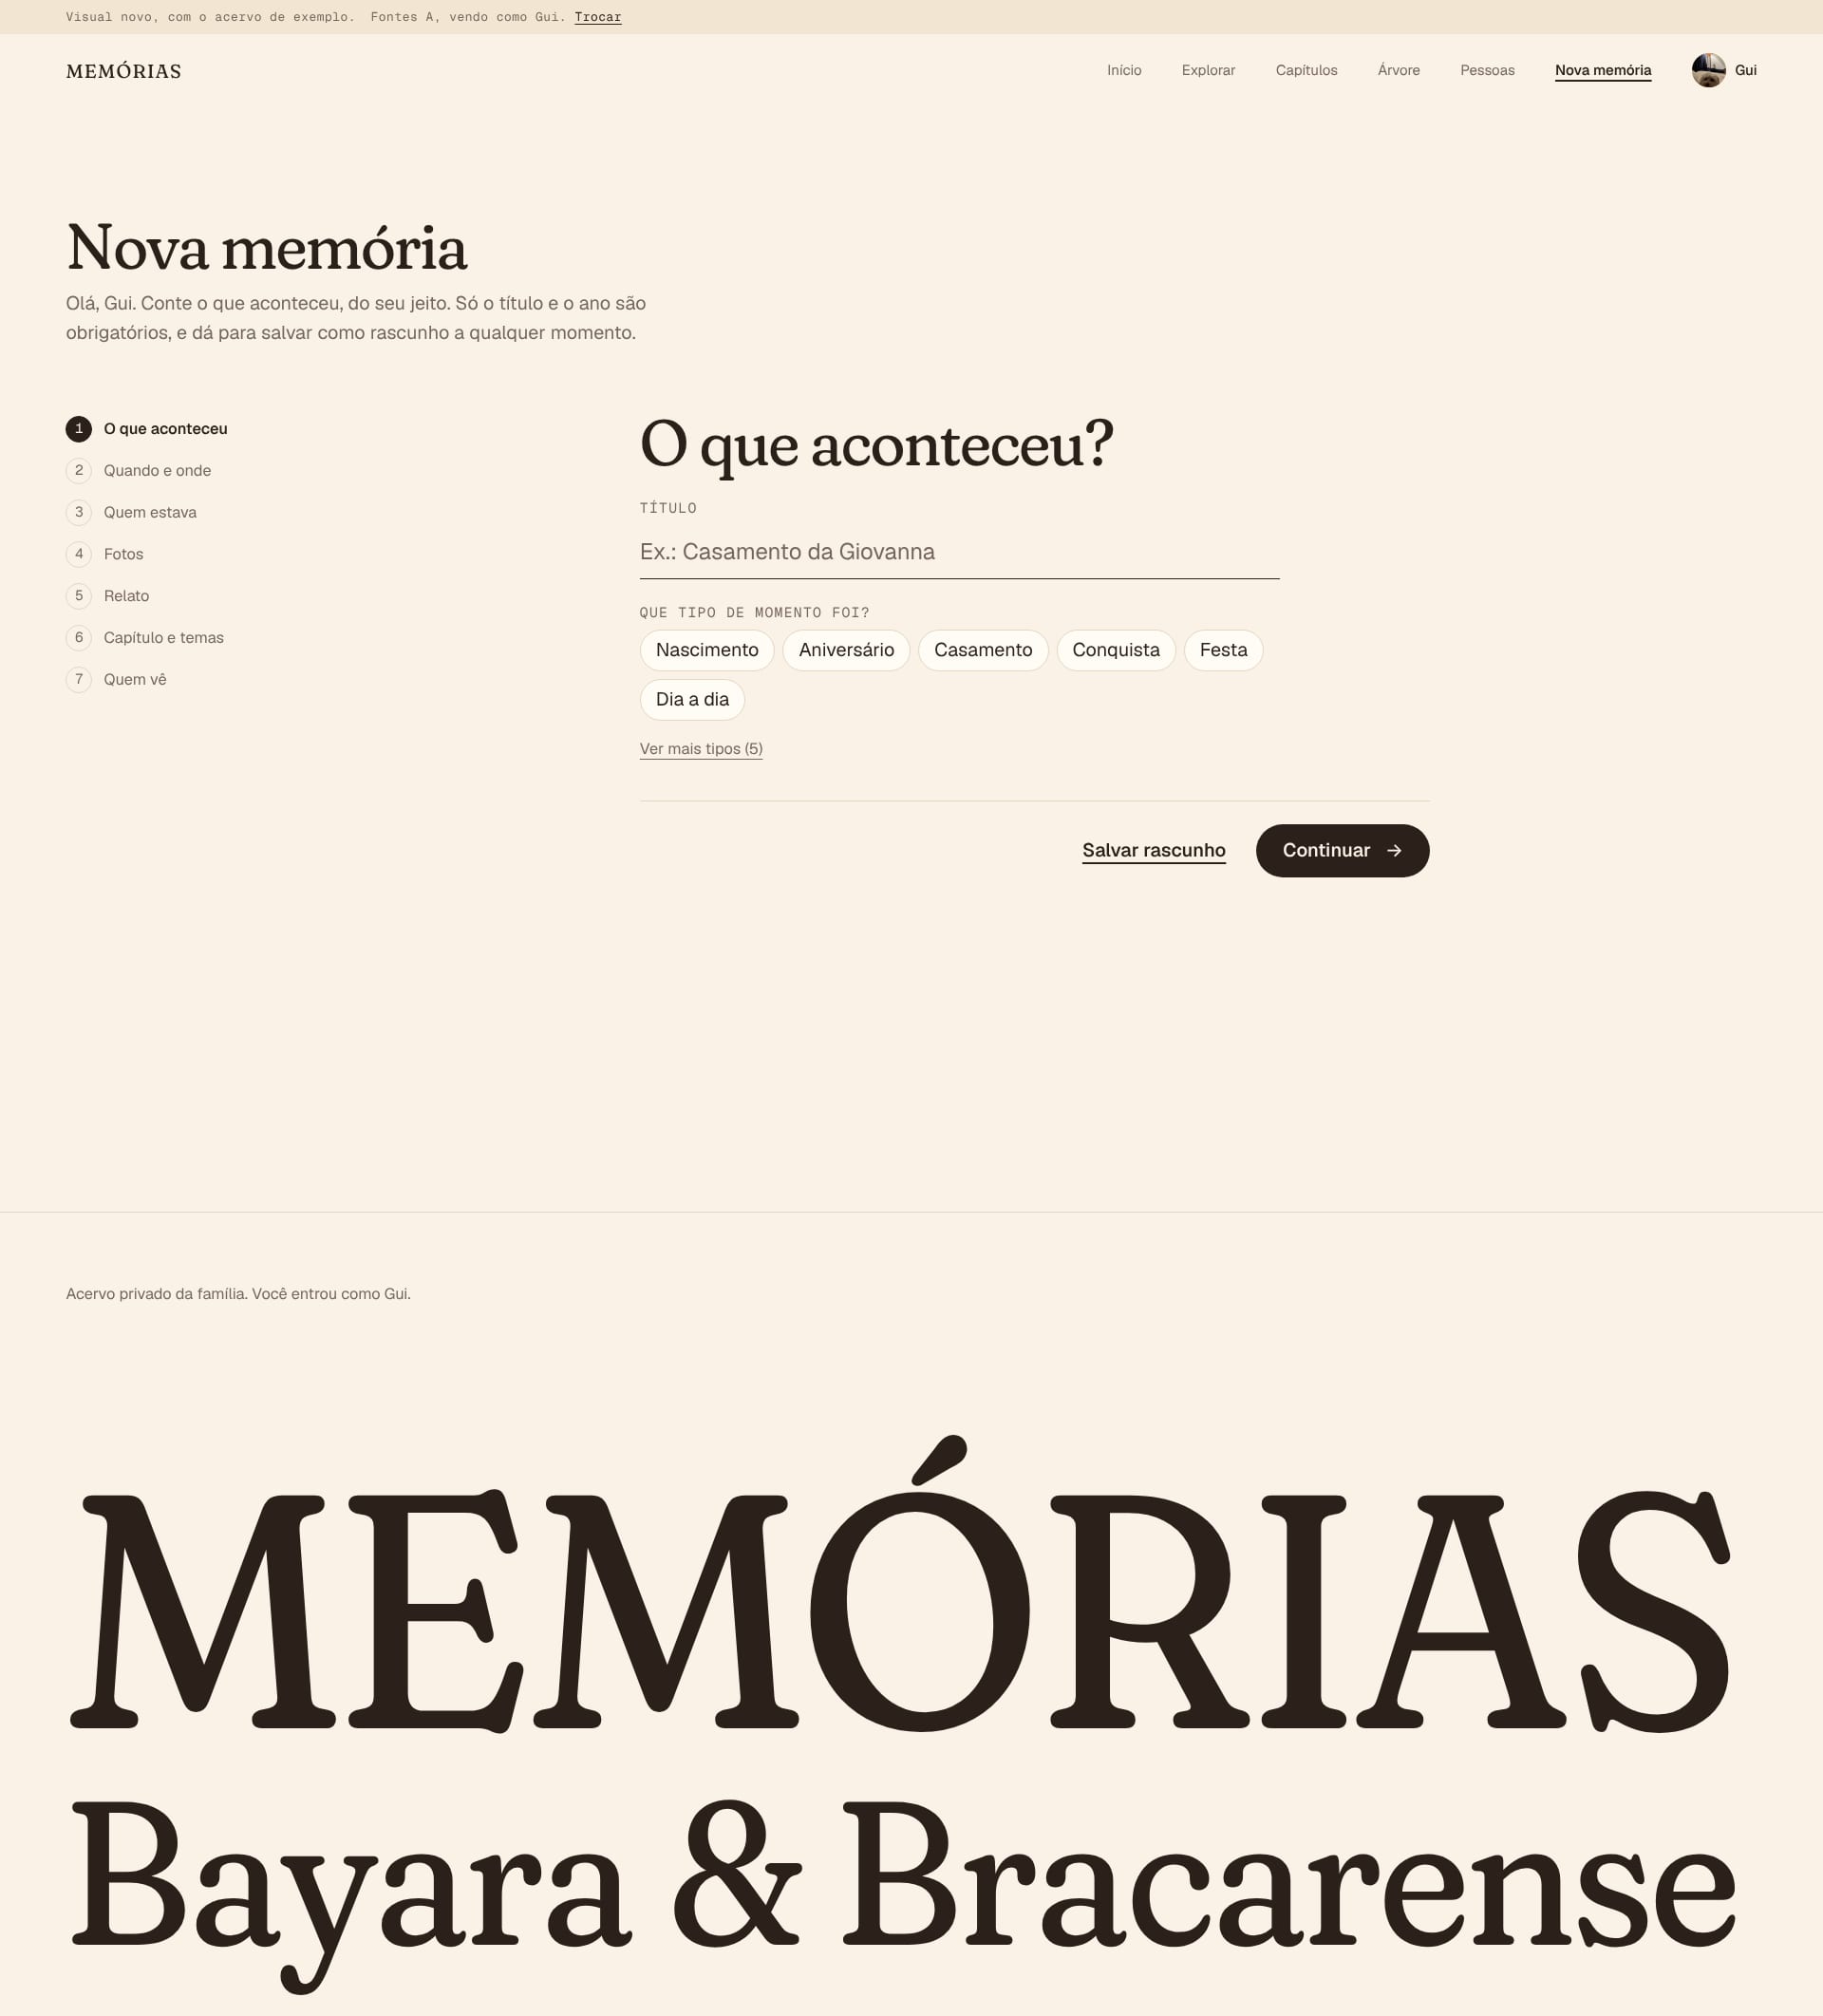 Visual novo, com o acervo de exemplo. Fontes A, vendo como Gui. Trocar
MEMÓRIAS
Início Explorar Capítulos Árvore Pessoas Nova memória Gui
Nova memória
Olá, Gui. Conte o que aconteceu, do seu jeito. Só o título e o ano são
obrigatórios, e dá para salvar como rascunho a qualquer momento.
1 O que aconteceu
2 Quando e onde
3 Quem estava
4 Fotos
5 Relato
6 Capítulo e temas
7 Quem vê
O que aconteceu?
TÍTULO
Ex.: Casamento da Giovanna
QUE TIPO DE MOMENTO FOI?
Nascimento Aniversário Casamento Conquista Festa
Dia a dia
Ver mais tipos (5)
Salvar rascunho Continuar →
Acervo privado da família. Você entrou como Gui.
MEMÓRIAS
Bayara & Bracarense